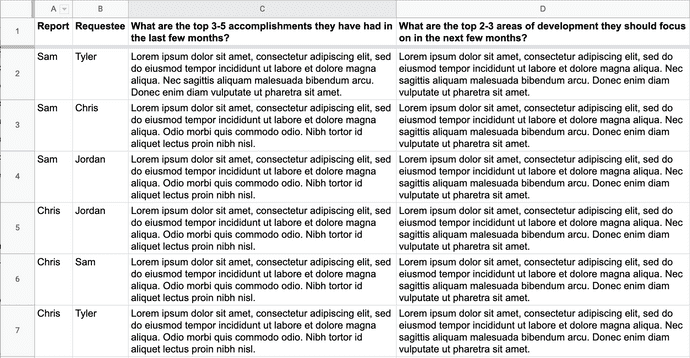 A B C D
1 Report Requestee What are the top 3-5 accomplishments they have had in What are the top 2-3 areas of development they should focus
the last few months? on in the next few months?
2 Sam Tyler Lorem ipsum dolor sit amet, consectetur adipiscing elit, sed Lorem ipsum dolor sit amet, consectetur adipiscing elit, sed do
do eiusmod tempor incididunt ut labore et dolore magna eiusmod tempor incididunt ut labore et dolore magna aliqua. Nec
aliqua. Nec sagittis aliquam malesuada bibendum arcu. sagittis aliquam malesuada bibendum arcu. Donec enim diam
Donec enim diam vulputate ut pharetra sit amet. vulputate ut pharetra sit amet.
3 Sam Chris Lorem ipsum dolor sit amet, consectetur adipiscing elit, sed Lorem ipsum dolor sit amet, consectetur adipiscing elit, sed do
do eiusmod tempor incididunt ut labore et dolore magna eiusmod tempor incididunt ut labore et dolore magna aliqua. Nec
aliqua. Odio morbi quis commodo odio. Nibh tortor id sagittis aliquam malesuada bibendum arcu. Donec enim diam
aliquet lectus proin nibh nisl. vulputate ut pharetra sit amet.
4 Sam Jordan Lorem ipsum dolor sit amet, consectetur adipiscing elit, sed Lorem ipsum dolor sit amet, consectetur adipiscing elit, sed do
do eiusmod tempor incididunt ut labore et dolore magna eiusmod tempor incididunt ut labore et dolore magna aliqua. Nec
aliqua. Odio morbi quis commodo odio. Nibh tortor id sagittis aliquam malesuada bibendum arcu. Donec enim diam
aliquet lectus proin nibh nisl. vulputate ut pharetra sit amet.
5 Chris Jordan Lorem ipsum dolor sit amet, consectetur adipiscing elit, sed Lorem ipsum dolor sit amet, consectetur adipiscing elit, sed do
do eiusmod tempor incididunt ut labore et dolore magna eiusmod tempor incididunt ut labore et dolore magna aliqua. Nec
aliqua. Odio morbi quis commodo odio. Nibh tortor id sagittis aliquam malesuada bibendum arcu. Donec enim diam
aliquet lectus proin nibh nisl. vulputate ut pharetra sit amet.
6 Chris Sam Lorem ipsum dolor sit amet, consectetur adipiscing elit, sed Lorem ipsum dolor sit amet, consectetur adipiscing elit, sed do
do eiusmod tempor incididunt ut labore et dolore magna eiusmod tempor incididunt ut labore et dolore magna aliqua. Nec
aliqua. Odio morbi quis commodo odio. Nibh tortor id sagittis aliquam malesuada bibendum arcu. Donec enim diam
aliquet lectus proin nibh nisl. vulputate ut pharetra sit amet.
7 Chris Tyler Lorem ipsum dolor sit amet, consectetur adipiscing elit, sed Lorem ipsum dolor sit amet, consectetur adipiscing elit, sed do
do eiusmod tempor incididunt ut labore et dolore magna eiusmod tempor incididunt ut labore et dolore magna aliqua. Nec
aliqua. Odio morbi quis commodo odio. Nibh tortor id sagittis aliquam malesuada bibendum arcu. Donec enim diam
aliquet lectus proin nibh nisl. vulputate ut pharetra sit amet.